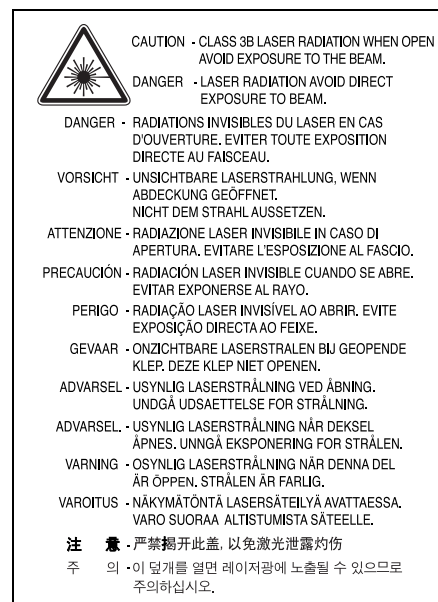 CAUTION - CLASS 3B LASER RADIATION WHEN OPEN
AVOID EXPOSURE TO THE BEAM.
DANGER - LASER RADIATION AVOID DIRECT
EXPOSURE TO BEAM.
DANGER - RADIATIONS INVISIBLES DU LASER EN CAS
D'OUVERTURE. EVITER TOUTE EXPOSITION
DIRECTE AU FAISCEAU.
VORSICHT - UNSICHTBARE LASERSTRAHLUNG, WENN
ABDECKUNG GEÖFFNET.
NICHT DEM STRAHL AUSSETZEN.
ATTENZIONE - RADIAZIONE LASER INVISIBILE IN CASO DI
APERTURA. EVITARE L'ESPOSIZIONE AL FASCIO.
PRECAUCIÓN - RADIACIÓN LASER INVISIBLE CUANDO SE ABRE.
EVITAR EXPONERSE AL RAYO.
PERIGO - RADIAÇÃO LASER INVISÍVEL AO ABRIR. EVITE
EXPOSIÇÃO DIRECTA AO FEIXE.
GEVAAR - ONZICHTBARE LASERSTRALEN BIJ GEOPENDE
KLEP. DEZE KLEP NIET OPENEN.
ADVARSEL - USYNLIG LASERSTRÅLNING VED ÅBNING.
UNDGÅ UDSAETTELSE FOR STRÅLNING.
ADVARSEL. - USYNLIG LASERSTRÅLNING NÅR DEKSEL
ÅPNES. UNNGÅ EKSPONERING FOR STRÅLEN.
VARNING - OSYNLIG LASERSTRÅLNING NÄR DENNA DEL
ÄR ÖPPEN. STRÅLEN ÄR FARLIG.
VAROITUS - NÄKYMÄTÖNTÄ LASERSÄTEILYÄ AVATTAESSA.
VARO SUORAA ALTISTUMISTA SÄTEELLE.
注 意 - 严禁揭开此盖, 以免激光泄露灼伤
주 의 - 이 덮개를 열면 레이저광에 노출될 수 있으므로
주의하십시오.